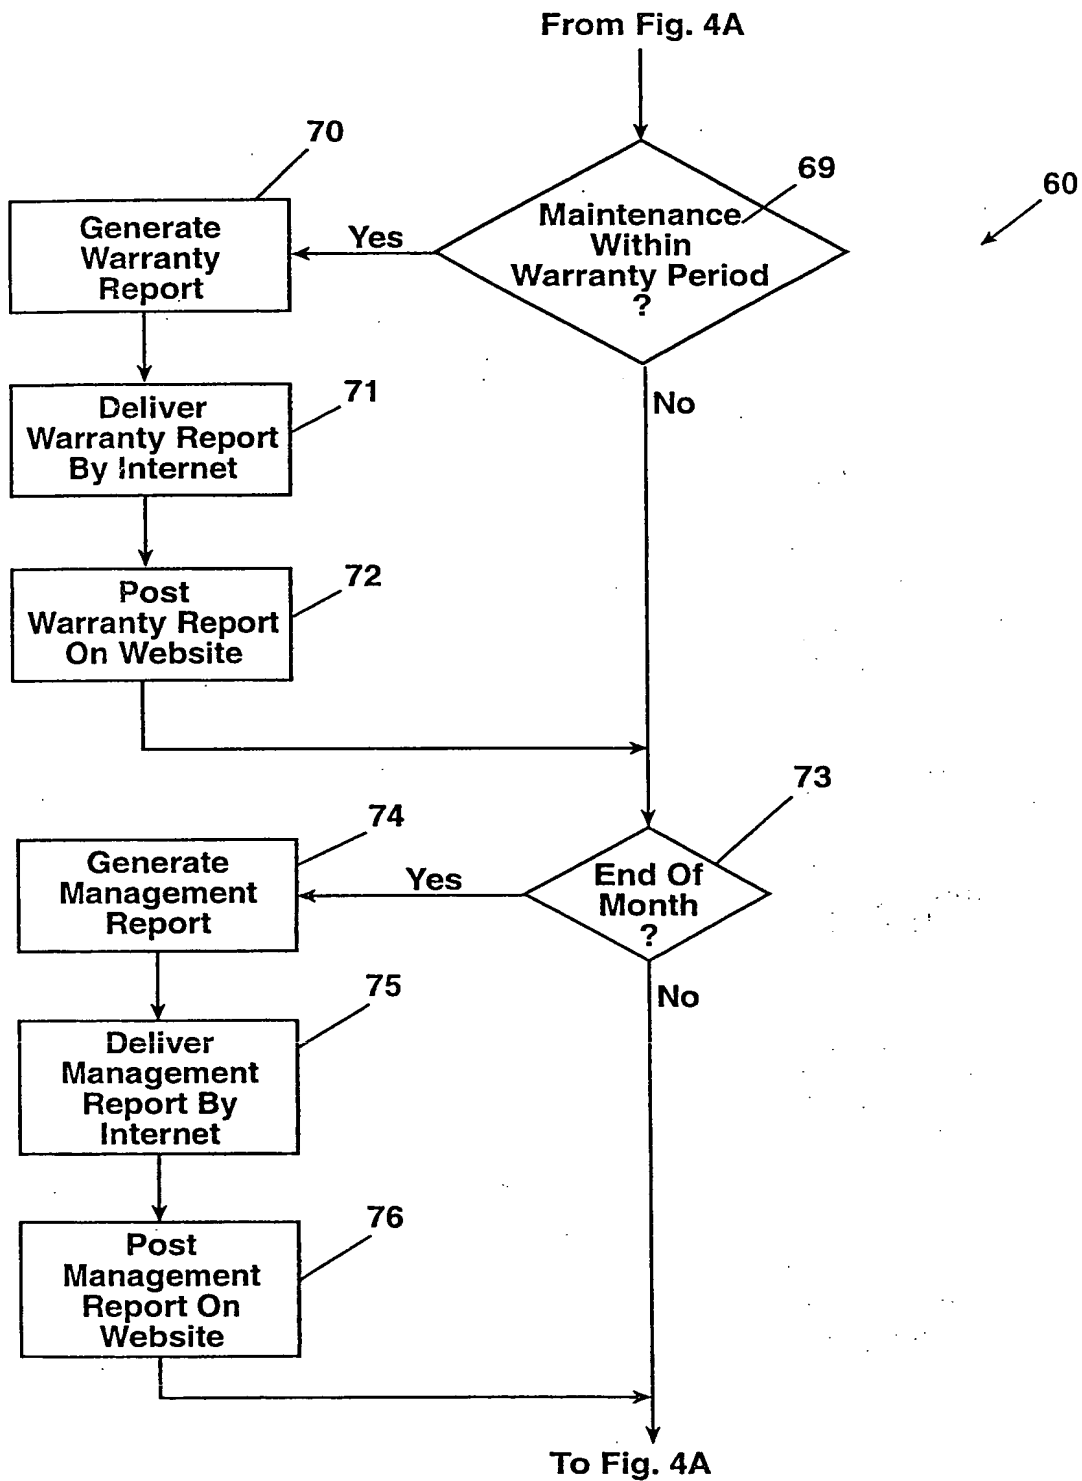 From Fig. 4A
70
69
60
Maintenance
Within
Warranty Period
?
Yes
Generate
Warranty
Report
No
71
Deliver
Warranty Report
By Internet
72
Post
Warranty Report
On Website
73
74
End Of
Month
?
Yes
Generate
Management
Report
No
75
Deliver
Management
Report By
Internet
76
Post
Management
Report On
Website
To Fig. 4A